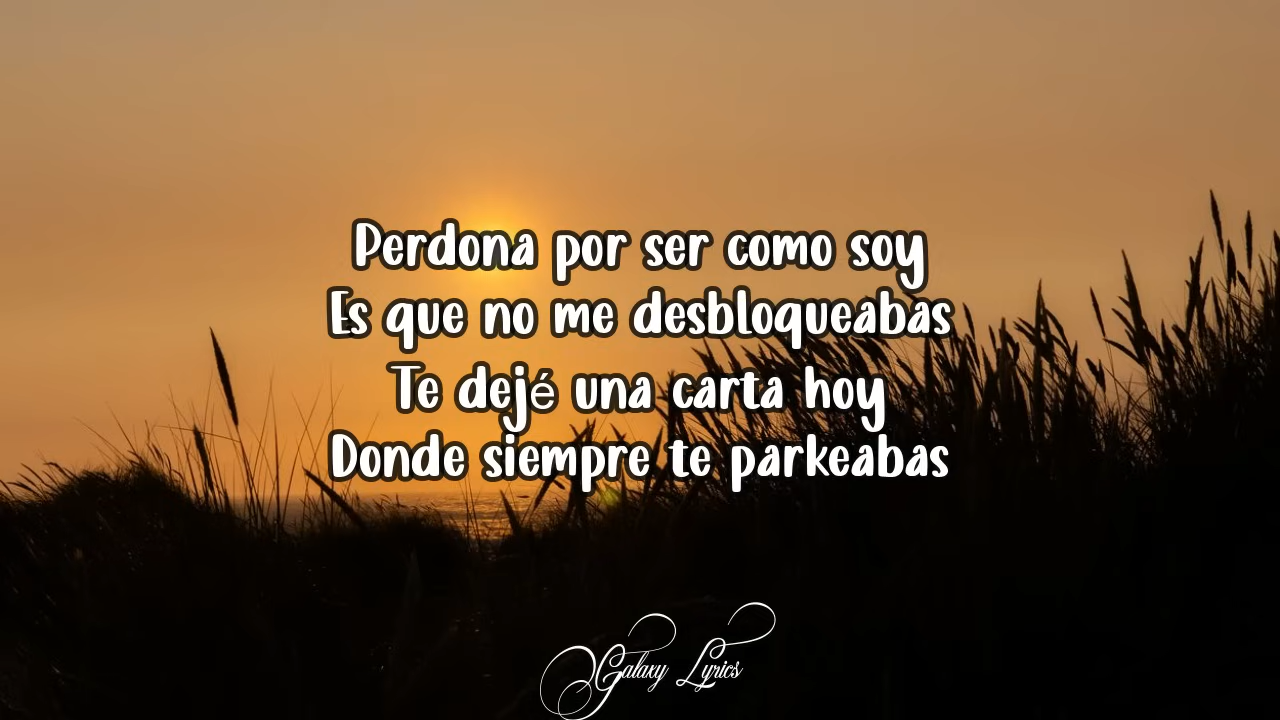 Perdona por ser como soy
Es que no me desbloqueabas
Te dejé una carta hoy
Donde siempre te parkeabas
Galaxy Lyrics